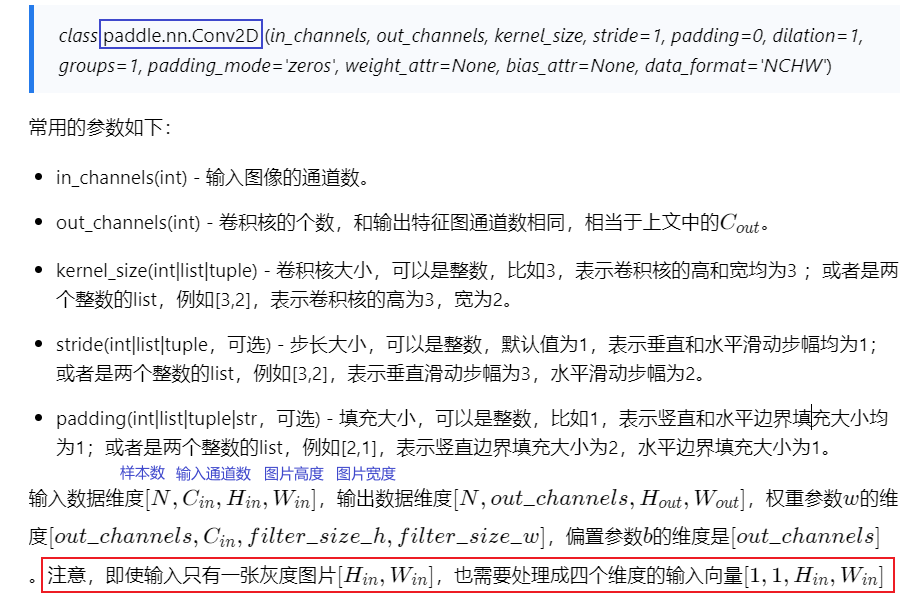 class paddle.nn.Conv2D (in_channels, out_channels, kernel_size, stride=1, padding=0, dilation=1,
groups=1, padding_mode='zeros', weight_attr=None, bias_attr=None, data_format='NCHW')
常用的参数如下：
• in_channels(int) - 输入图像的通道数。
• out_channels(int) - 卷积核的个数，和输出特征图通道数相同，相当于上文中的C_{out}。
• kernel_size(int|list|tuple) - 卷积核大小，可以是整数，比如3，表示卷积核的高和宽均为3 ；或者是两
个整数的list，例如[3,2]，表示卷积核的高为3，宽为2。
• stride(int|list|tuple，可选) - 步长大小，可以是整数，默认值为1，表示垂直和水平滑动步幅均为1；
或者是两个整数的list，例如[3,2]，表示垂直滑动步幅为3，水平滑动步幅为2。
• padding(int|list|tuple|str，可选) - 填充大小，可以是整数，比如1，表示竖直和水平边界填充大小均
为1；或者是两个整数的list，例如[2,1]，表示竖直边界填充大小为2，水平边界填充大小为1。
样本数 输入通道数 图片高度 图片宽度
输入数据维度[N, C_{in}, H_{in}, W_{in}]，输出数据维度[N, out_channels, H_{out}, W_{out}]，权重参数w的维
度[out_channels, C_{in}, filter_size_h, filter_size_w]，偏置参数b的维度是[out_channels]
。注意，即使输入只有一张灰度图片[H_{in}, W_{in}]，也需要处理成四个维度的输入向量[1, 1, H_{in}, W_{in}]